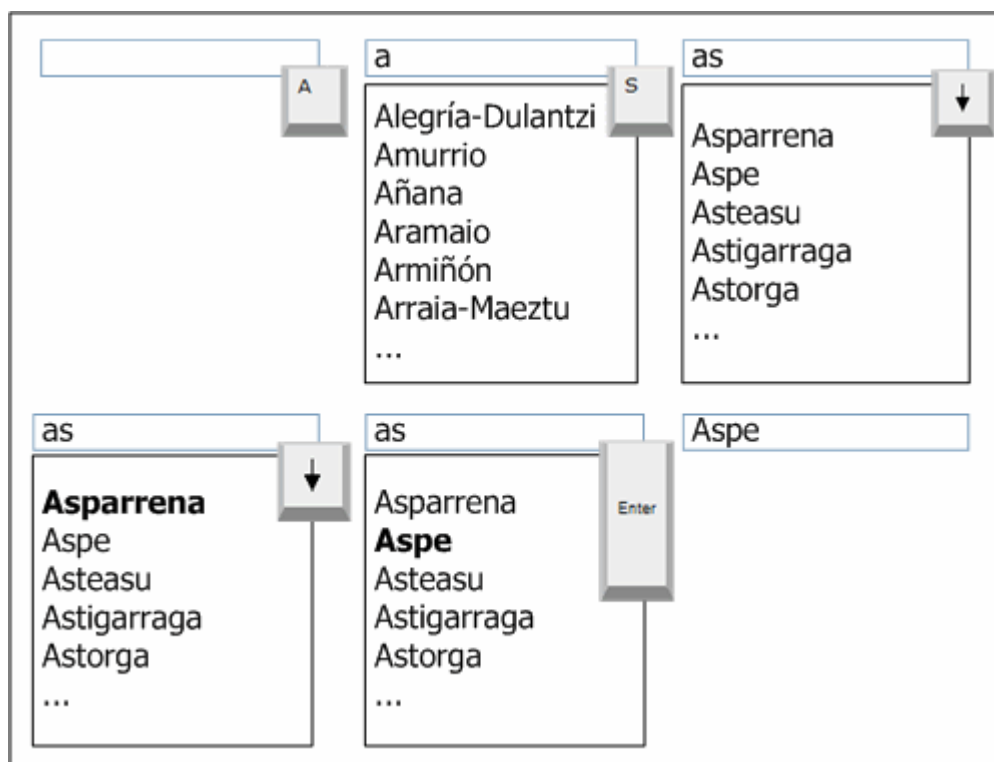 A
a
S
Alegría-Dulantzi
Amurrio
Añana
Aramaio
Armiñón
Arraia-Maeztu
...
as
↓
Asparrena
Aspe
Asteasu
Astigarraga
Astorga
...
as
↓
Asparrena
Aspe
Asteasu
Astigarraga
Astorga
...
as
Enter
Asparrena
Aspe
Asteasu
Astigarraga
Astorga
...
Aspe